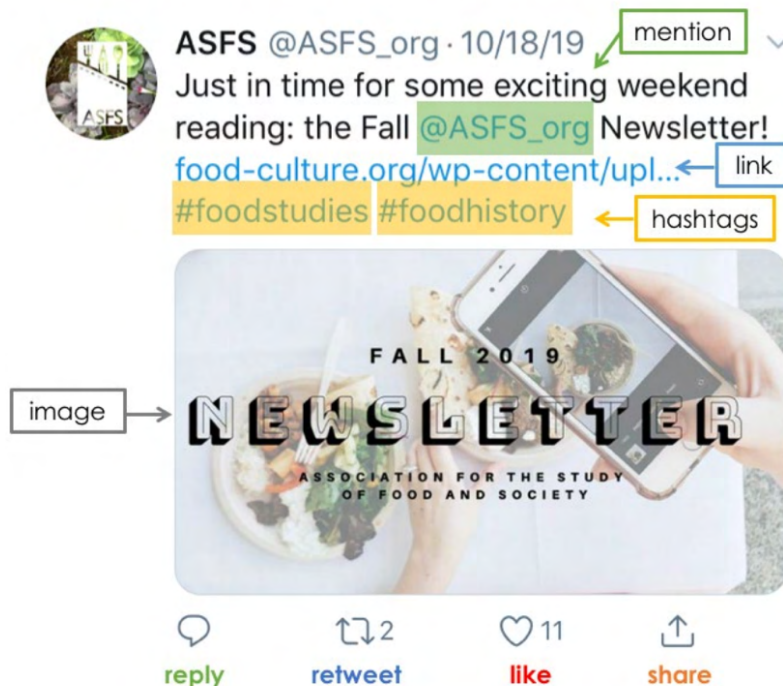 ASFS @ASFS_org · 10/18/19
mention
Just in time for some exciting weekend
reading: the Fall @ASFS_org Newsletter!
food-culture.org/wp-content/upl...
link
#foodstudies #foodhistory
hashtags
ASFS
FALL 2019
image
NEWSLETTER
ASSOCIATION FOR THE STUDY
OF FOOD AND SOCIETY
2
11
reply
retweet
like
share